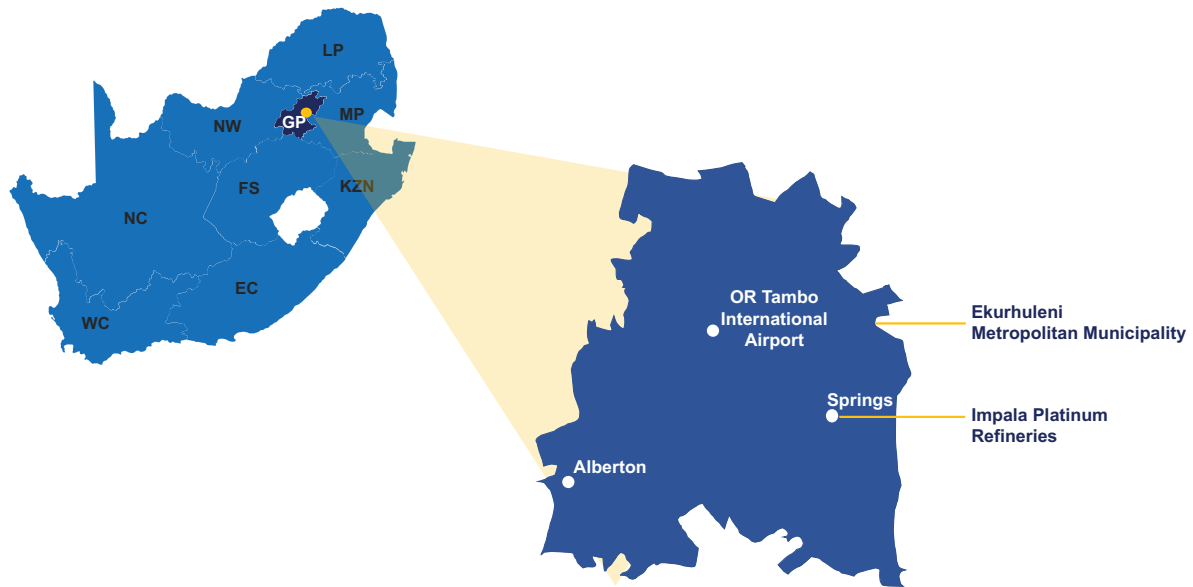 LP
MP
GP
NW
KZN
FS
NC
EC
WC
OR Tambo
International
Airport
Ekurhuleni
Metropolitan Municipality
Springs
Impala Platinum
Refineries
Alberton